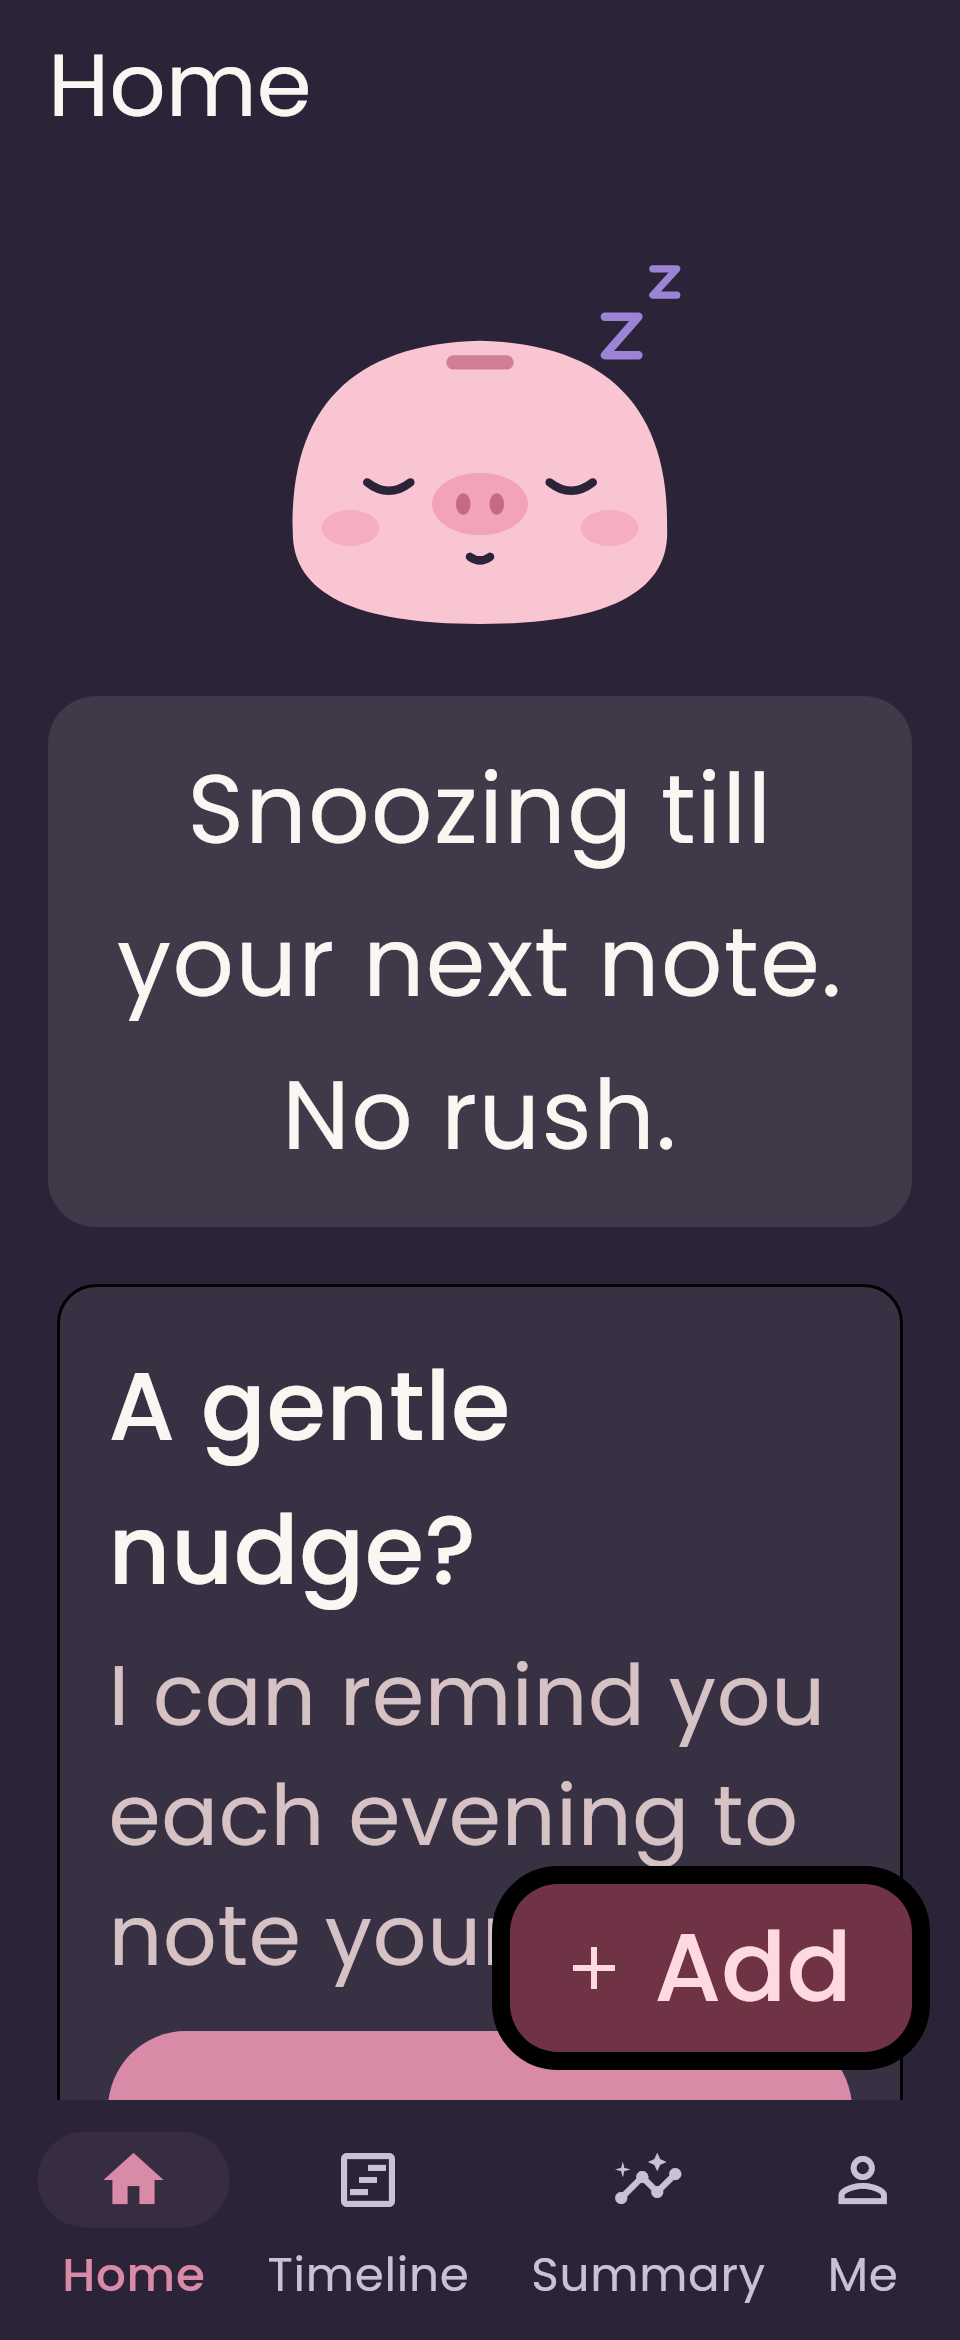 Home
z
Z
Snoozing till
your next note.
No rush.
A gentle
nudge?
I can remind you
each evening to
note your
+ Add
Home
Timeline
Summary
Me